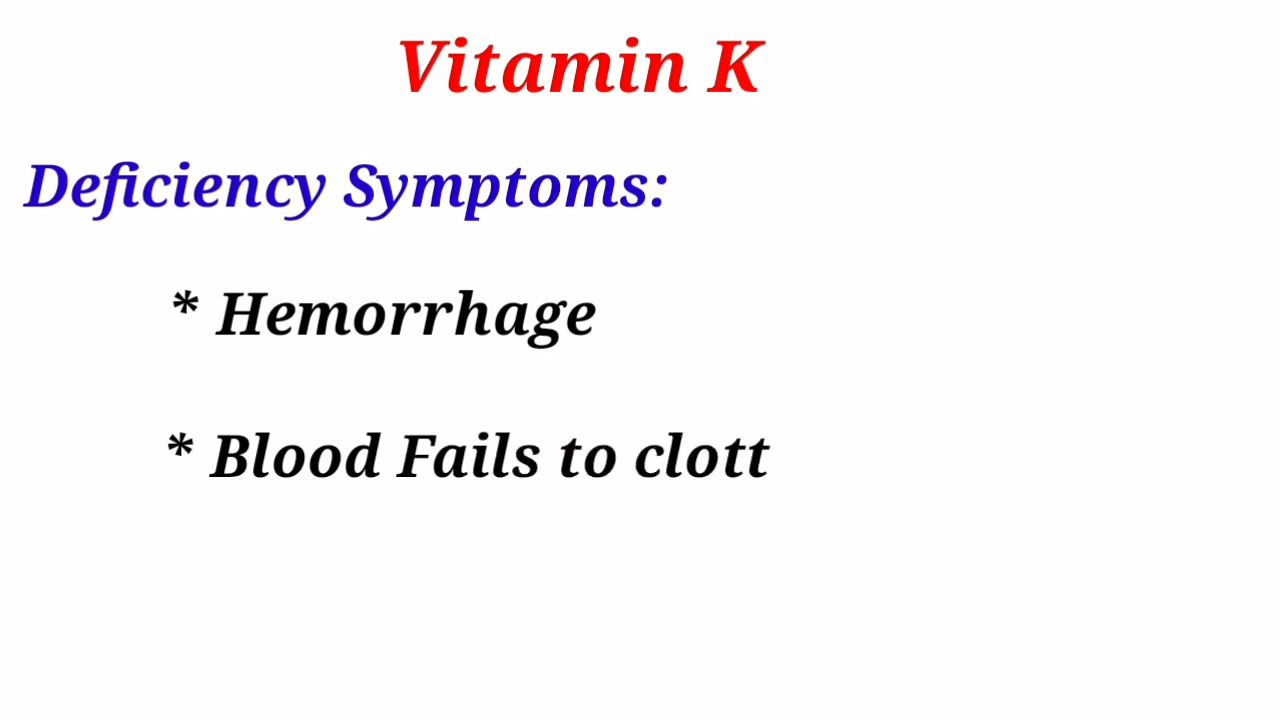 Vitamin K
Deficiency Symptoms:
* Hemorrhage
* Blood Fails to clott